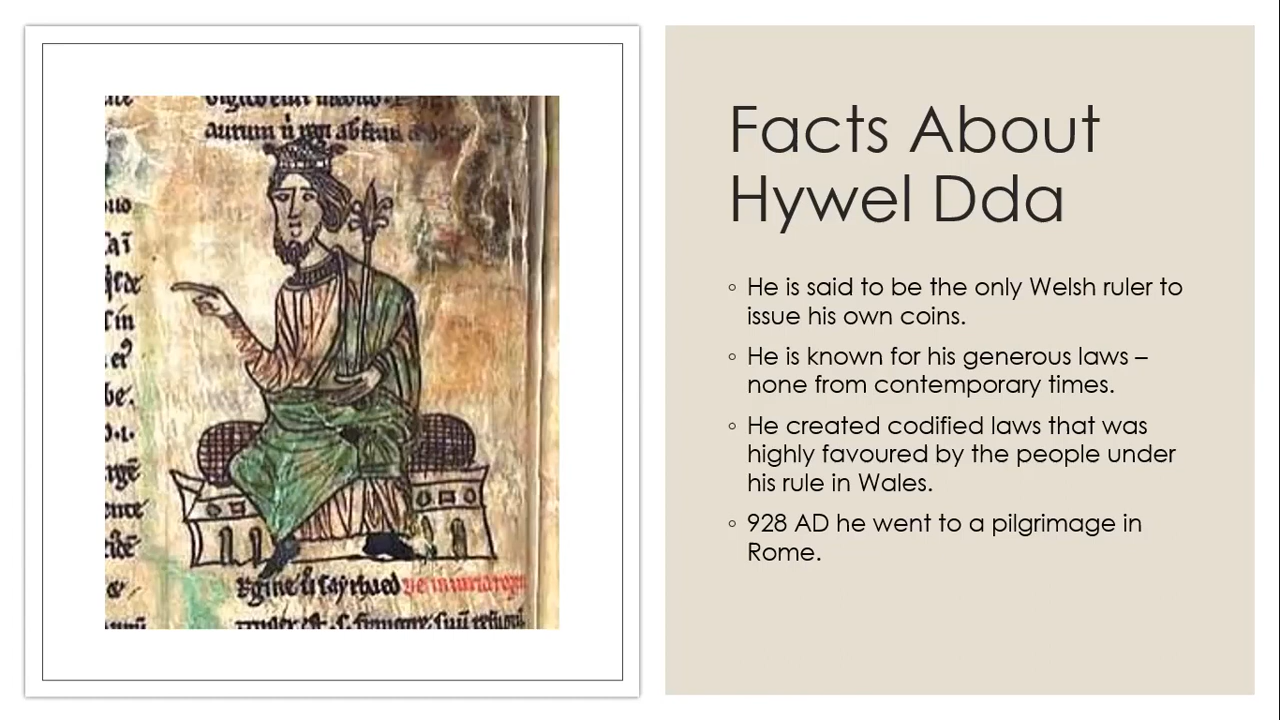 aurum
Facts About
Hywel Dda
◦ He is said to be the only Welsh ruler to
issue his own coins.
◦ He is known for his generous laws –
none from contemporary times.
◦ He created codified laws that was
highly favoured by the people under
his rule in Wales.
◦ 928 AD he went to a pilgrimage in
Rome.